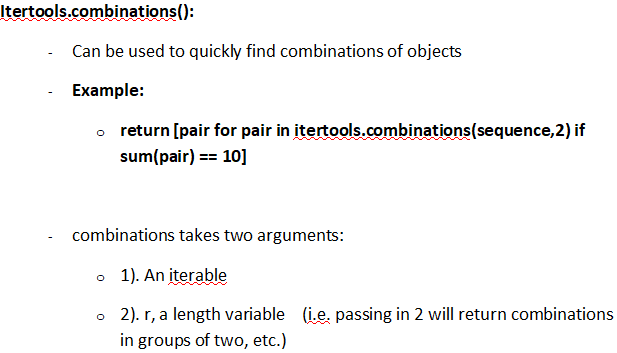 Itertools.combinations():
- Can be used to quickly find combinations of objects
- Example:
o return [pair for pair in itertools.combinations(sequence,2) if
sum(pair) == 10]
- combinations takes two arguments:
o 1). An iterable
o 2). r, a length variable (i.e. passing in 2 will return combinations
in groups of two, etc.)